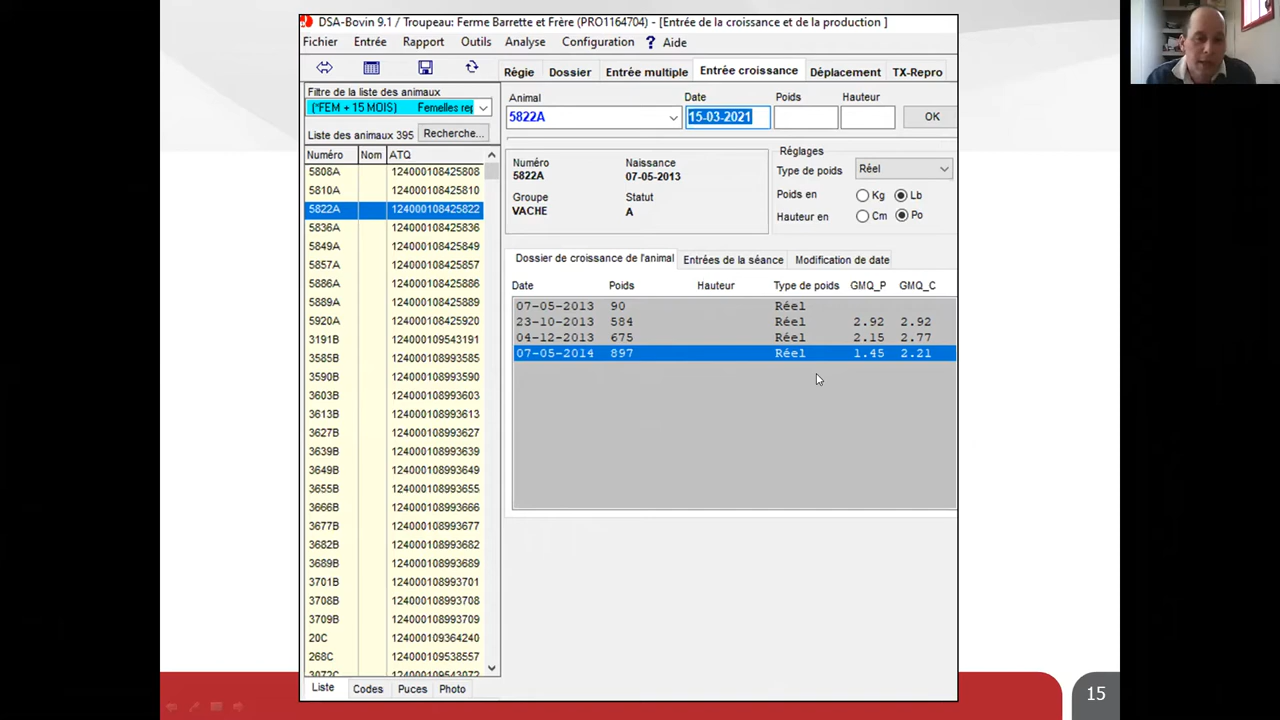 DSA-Bovin 9.1 / Troupeau: Ferme Barrette et Frère (PRO1164704) - [Entrée de la croissance et de la production ]
Fichier Entrée Rapport Outils Analyse Configuration ? Aide
Régie Dossier Entrée multiple Entrée croissance Déplacement TX-Repro
Filtre de la liste des animaux
(*FEM + 15 MOIS) Femelles rep
Liste des animaux 395 Recherche...
Numéro Nom ATQ
5808A 124000108425808
5810A 124000108425810
5822A 124000108425822
5836A 124000108425836
5849A 124000108425849
5857A 124000108425857
5886A 124000108425886
5889A 124000108425889
5920A 124000108425920
3191B 124000109543191
3585B 124000108993585
3590B 124000108993590
3603B 124000108993603
3613B 124000108993613
3627B 124000108993627
3639B 124000108993639
3649B 124000108993649
3655B 124000108993655
3666B 124000108993666
3677B 124000108993677
3682B 124000108993682
3689B 124000108993689
3701B 124000108993701
3708B 124000108993708
3709B 124000108993709
20C 124000109364240
268C 124000109538557
3072C 124000109543072
Liste Codes Puces Photo
Animal Date Poids Hauteur
5822A 15-03-2021 OK
Numéro Naissance
5822A 07-05-2013
Groupe Statut
VACHE A
Réglages
Type de poids Réel
Poids en Kg Lb
Hauteur en Cm Po
Dossier de croissance de l'animal Entrées de la séance Modification de date
Date Poids Hauteur Type de poids GMQ_P GMQ_C
07-05-2013 90 Réel
23-10-2013 584 Réel 2.92 2.92
04-12-2013 675 Réel 2.15 2.77
07-05-2014 897 Réel 1.45 2.21
15